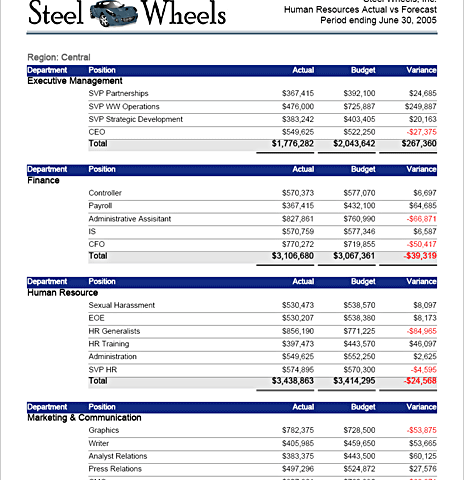 Steel Wheels
Steel Wheels, Inc.
Human Resources Actual vs Forecast
Period ending June 30, 2005
Region: Central
Department Position Actual Budget Variance
Executive Management
SVP Partnerships $367,415 $392,100 $24,685
SVP WW Operations $476,000 $725,887 $249,887
SVP Strategic Development $383,242 $403,405 $20,163
CEO $549,625 $522,250 -$27,375
Total $1,776,282 $2,043,642 $267,360
Department Position Actual Budget Variance
Finance
Controller $570,373 $577,070 $6,697
Payroll $367,415 $432,100 $64,685
Administrative Assisitant $827,861 $760,990 -$66,871
IS $570,759 $577,346 $6,587
CFO $770,272 $719,855 -$50,417
Total $3,106,680 $3,067,361 -$39,319
Department Position Actual Budget Variance
Human Resource
Sexual Harassment $530,473 $538,570 $8,097
EOE $530,207 $538,380 $8,173
HR Generalists $856,190 $771,225 -$84,965
HR Training $397,473 $443,570 $46,097
Administration $549,625 $552,250 $2,625
SVP HR $574,895 $570,300 -$4,595
Total $3,438,863 $3,414,295 -$24,568
Department Position Actual Budget Variance
Marketing & Communication
Graphics $782,375 $728,500 -$53,875
Writer $405,985 $459,650 $53,665
Analyst Relations $383,375 $443,500 $60,125
Press Relations $497,296 $524,872 $27,576